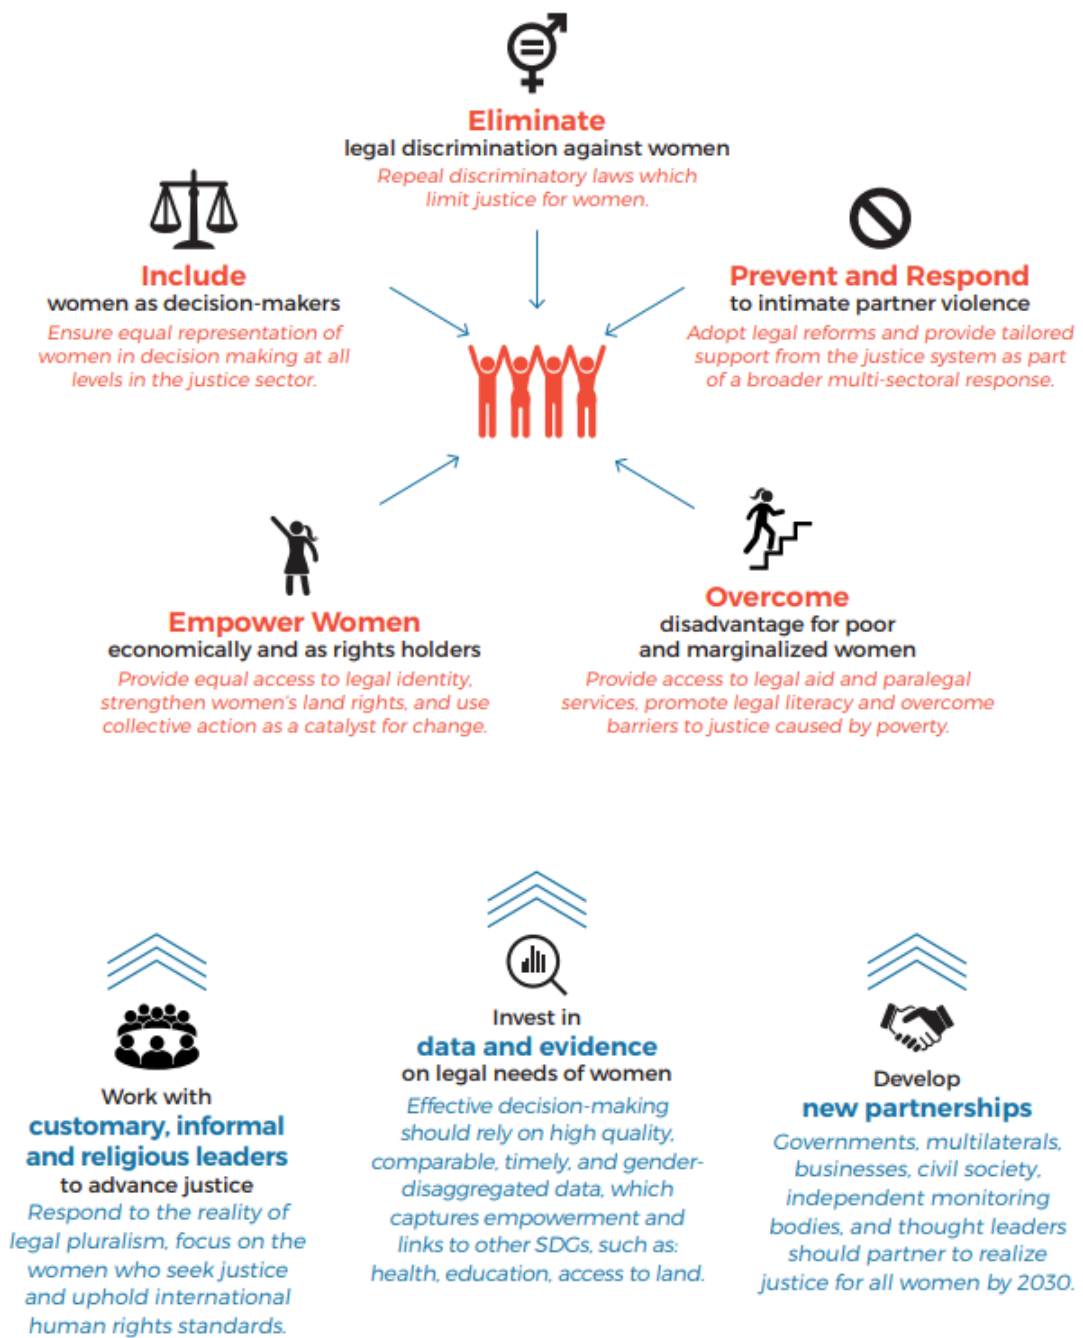 Eliminate
legal discrimination against women
Repeal discriminatory laws which
limit justice for women.
Include
women as decision-makers
Ensure equal representation of
women in decision making at all
levels in the justice sector.
Prevent and Respond
to intimate partner violence
Adopt legal reforms and provide tailored
support from the justice system as part
of a broader multi-sectoral response.
Empower Women
economically and as rights holders
Provide equal access to legal identity,
strengthen women's land rights, and use
collective action as a catalyst for change.
Overcome
disadvantage for poor
and marginalized women
Provide access to legal aid and paralegal
services, promote legal literacy and overcome
barriers to justice caused by poverty.
Work with
customary, informal
and religious leaders
to advance justice
Respond to the reality of
legal pluralism, focus on the
women who seek justice
and uphold international
human rights standards.
Invest in
data and evidence
on legal needs of women
Effective decision-making
should rely on high quality,
comparable, timely, and gender-
disaggregated data, which
captures empowerment and
links to other SDGs, such as:
health, education, access to land.
Develop
new partnerships
Governments, multilaterals,
businesses, civil society,
independent monitoring
bodies, and thought leaders
should partner to realize
justice for all women by 2030.